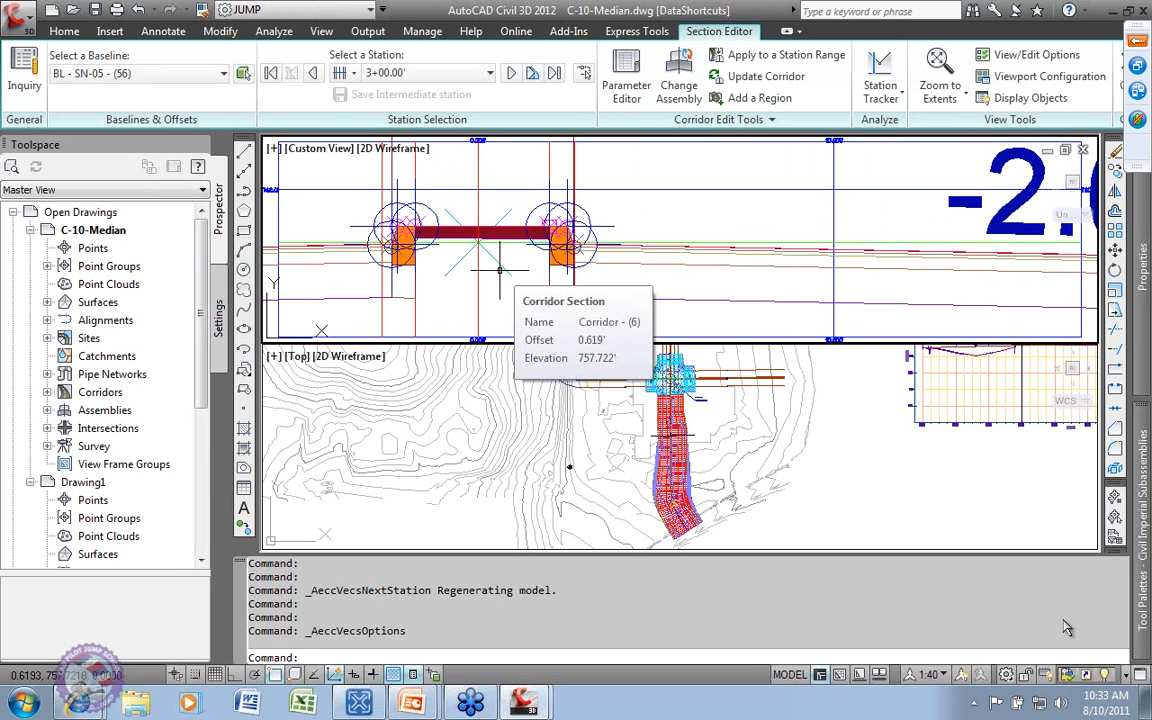 JUMP
AutoCAD Civil 3D 2012    C-10-Median.dwg [DataShortcuts]
Type a keyword or phrase
Home Insert Annotate Modify Analyze View Output Manage Help Online Add-Ins Express Tools Section Editor
Select a Baseline: Select a Station:
BL - SN-05 - (56) 3+00.00'
Save Intermediate station
Inquiry
Parameter Editor
Change Assembly
Apply to a Station Range
Update Corridor
Add a Region
Station Tracker
Zoom to Extents
View/Edit Options
Viewport Configuration
Display Objects
General Baselines & Offsets Station Selection Corridor Edit Tools Analyze View Tools
Toolspace
Master View
Open Drawings
C-10-Median
Points
Point Groups
Point Clouds
Surfaces
Alignments
Sites
Catchments
Pipe Networks
Corridors
Assemblies
Intersections
Survey
View Frame Groups
Drawing1
Points
Point Groups
Point Clouds
Surfaces
Prospector
Settings
[+] [Custom View] [2D Wireframe]
-2.
Un...
Y
X
Corridor Section
Name Corridor - (6)
Offset 0.619'
Elevation 757.722'
[+] [Top] [2D Wireframe]
WCS
Properties
Tool Palettes - Civil Imperial Subassemblies
Command:
Command:
Command: _AeccVecsNextStation Regenerating model.
Command:
Command:
Command: _AeccVecsOptions
Command:
MODEL
1:40
10:33 AM
8/10/2011